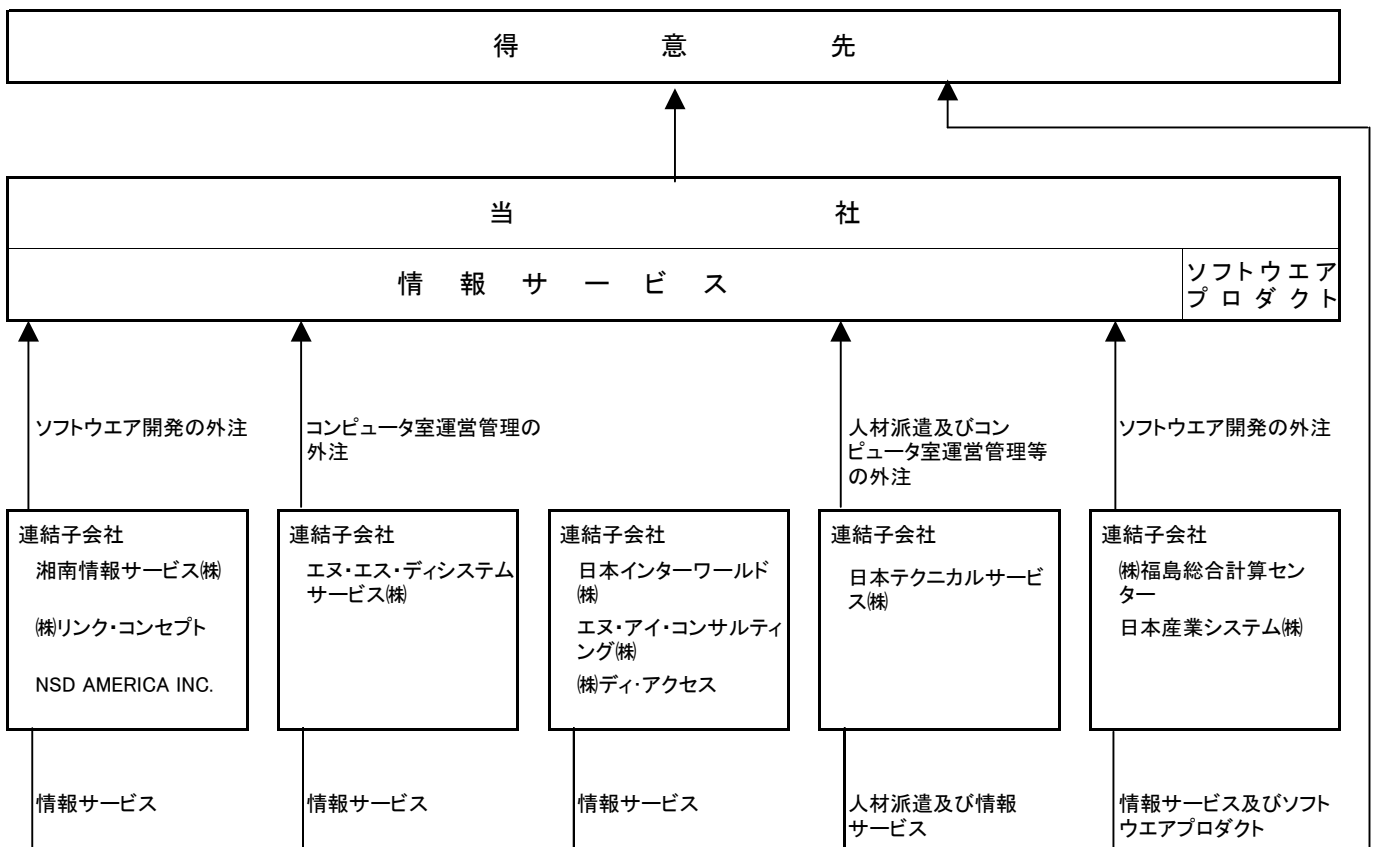 得意先
当社
情報サービス
ソフトウエア
プロダクト
ソフトウエア開発の外注
コンピュータ室運営管理の
外注
人材派遣及びコン
ピュータ室運営管理等
の外注
ソフトウエア開発の外注
連結子会社
湘南情報サービス㈱
㈱リンク・コンセプト
NSD AMERICA INC.
連結子会社
エヌ・エス・ディシステム
サービス㈱
連結子会社
日本インターワールド
㈱
エヌ・アイ・コンサルティ
ング㈱
㈱ディ・アクセス
連結子会社
日本テクニカルサービ
ス㈱
連結子会社
㈱福島総合計算セン
ター
日本産業システム㈱
情報サービス
情報サービス
情報サービス
人材派遣及び情報
サービス
情報サービス及びソフト
ウエアプロダクト